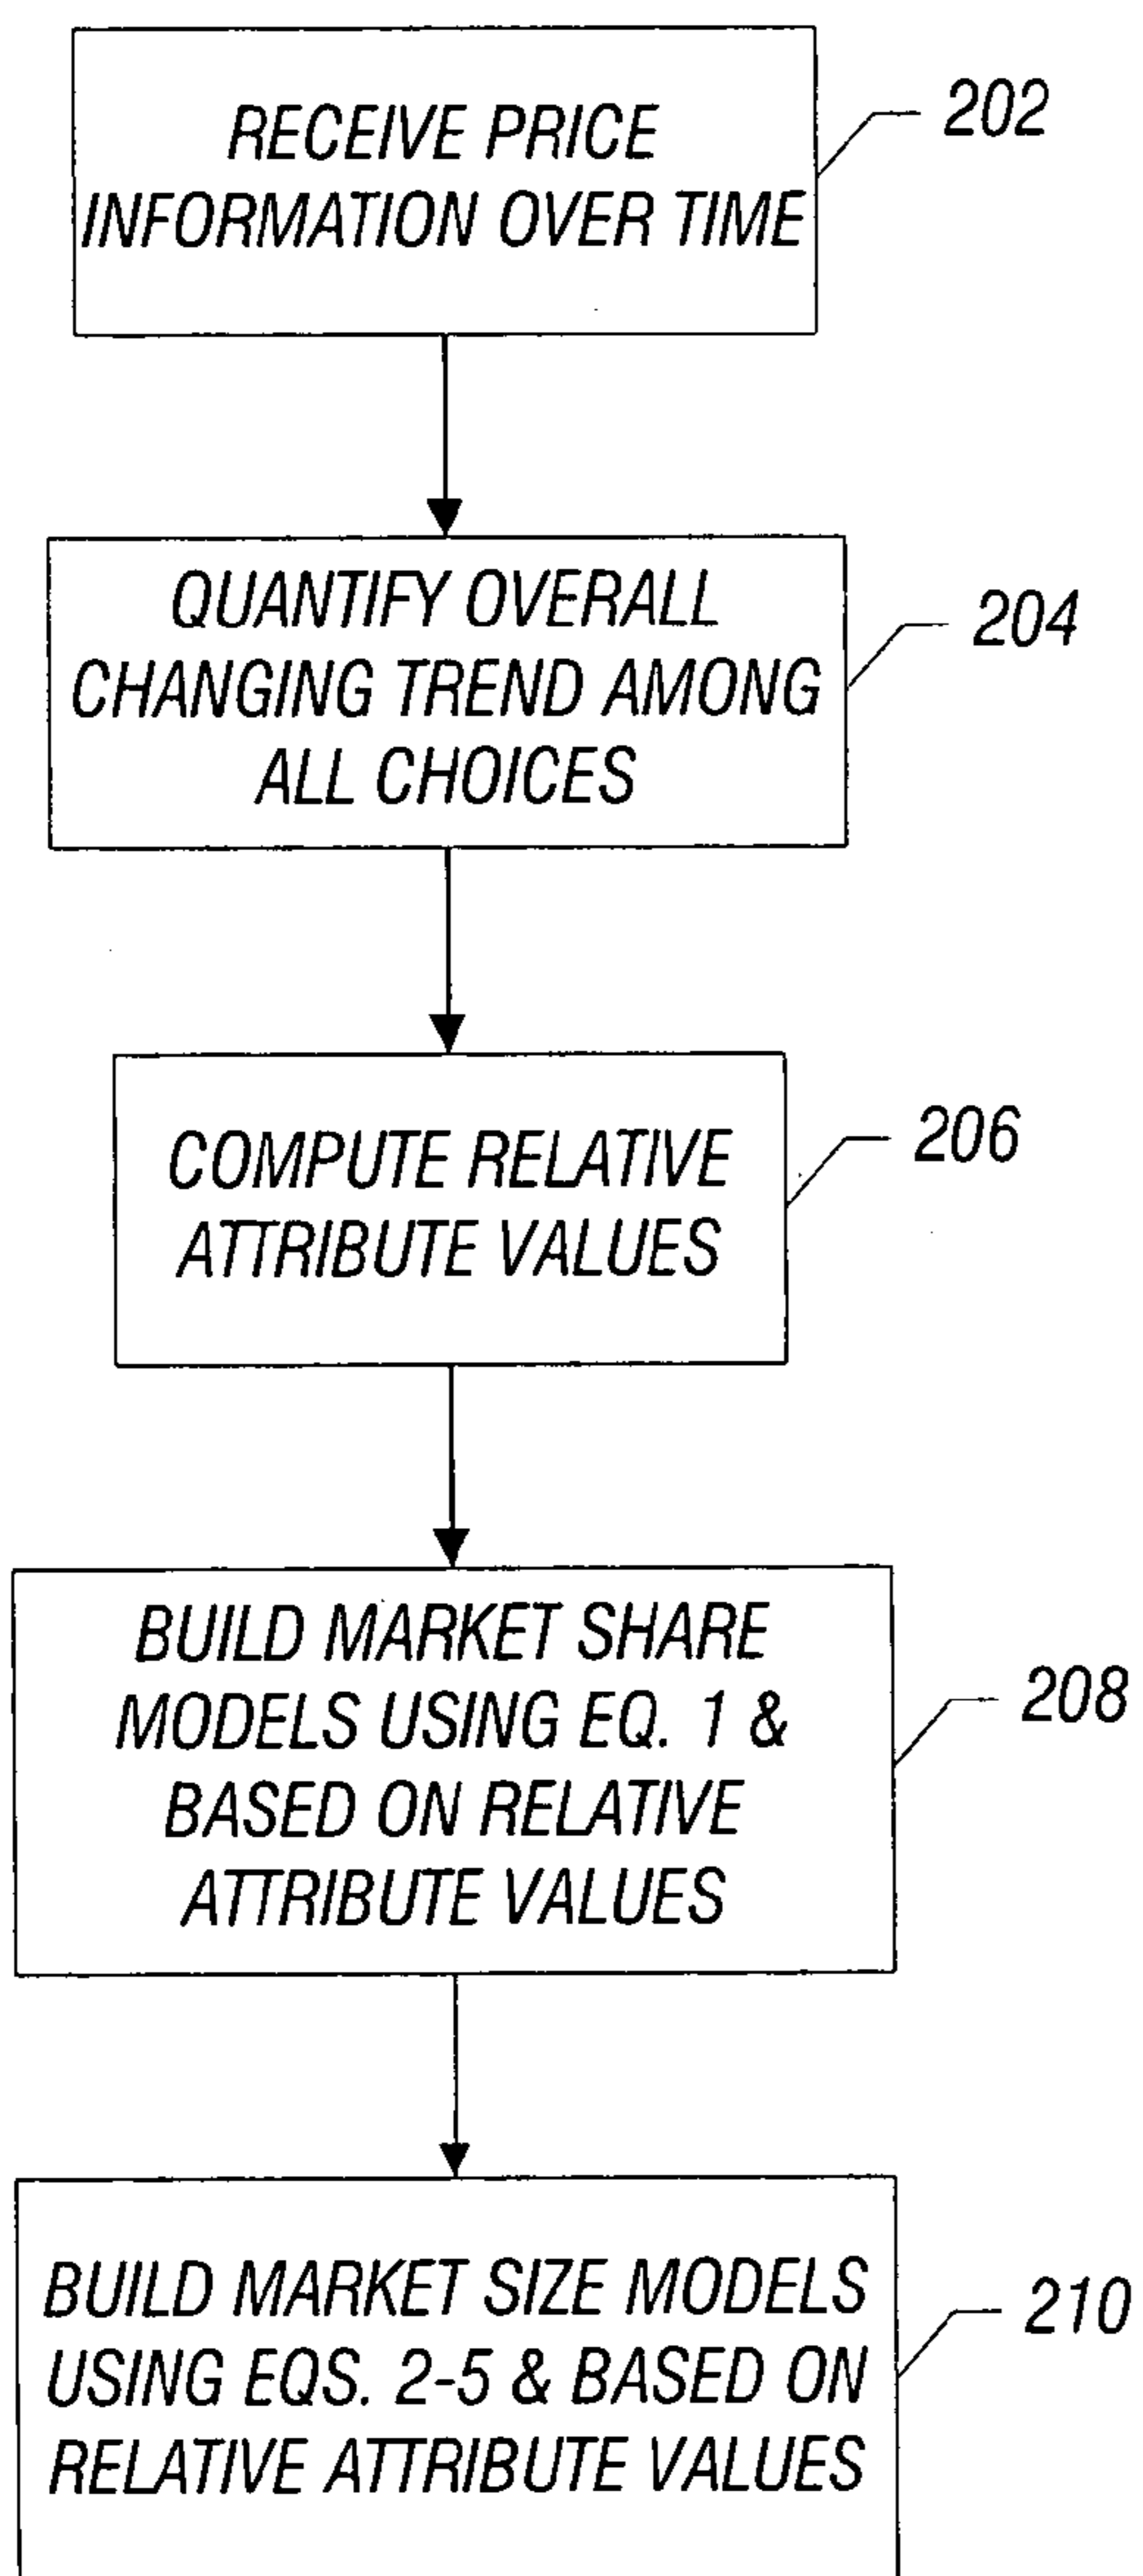 RECEIVE PRICE
INFORMATION OVER TIME
202
QUANTIFY OVERALL
CHANGING TREND AMONG
ALL CHOICES
204
COMPUTE RELATIVE
ATTRIBUTE VALUES
206
BUILD MARKET SHARE
MODELS USING EQ. 1 &
BASED ON RELATIVE
ATTRIBUTE VALUES
208
BUILD MARKET SIZE MODELS
USING EQS. 2-5 & BASED ON
RELATIVE ATTRIBUTE VALUES
210